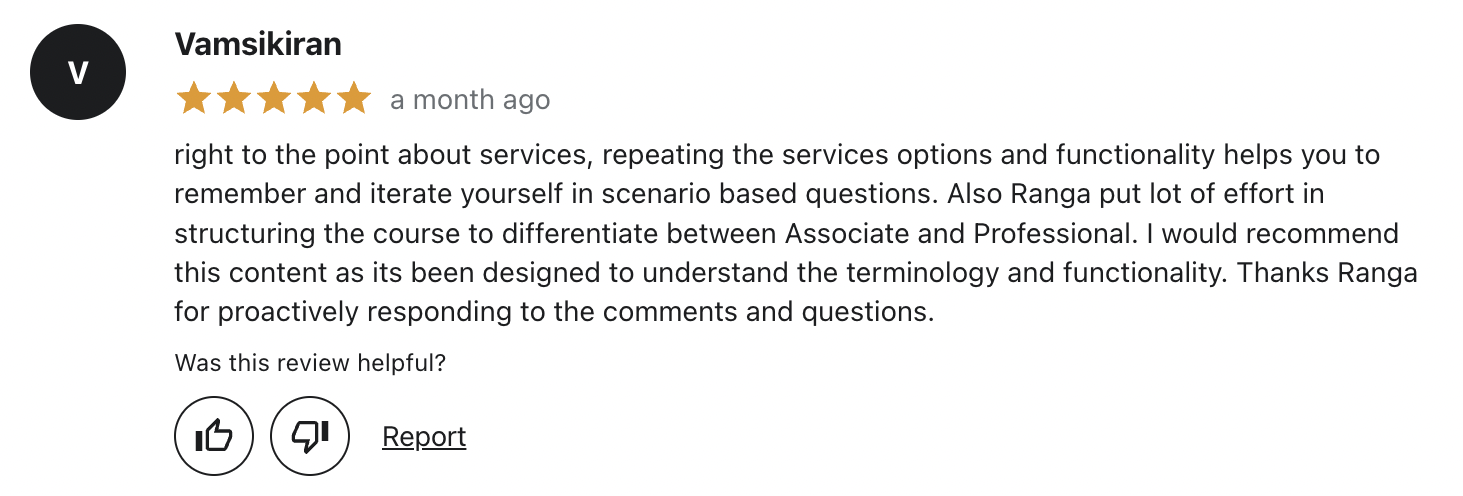 V
Vamsikiran
a month ago
right to the point about services, repeating the services options and functionality helps you to
remember and iterate yourself in scenario based questions. Also Ranga put lot of effort in
structuring the course to differentiate between Associate and Professional. I would recommend
this content as its been designed to understand the terminology and functionality. Thanks Ranga
for proactively responding to the comments and questions.
Was this review helpful?
Report